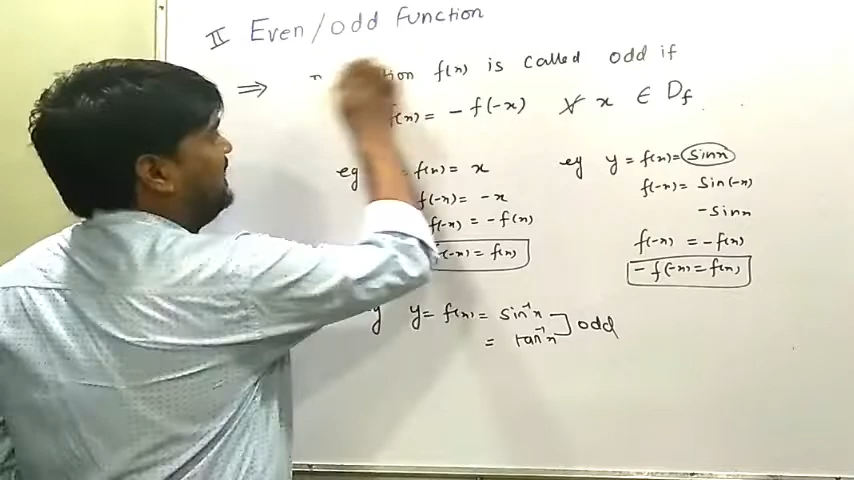 II Even/odd Function
⇒ f(x) is called odd if
f(x) = - f(-x) ∀ x ∈ Df
eg = f(x) = x
f(-x) = -x
f(-x) = -f(x)
(-x) = f(x)
eg y = f(x) = sinx
f(-x) = sin(-x)
-sinx
f(-x) = -f(x)
- f(-x) = f(x)
y = f(x) = sin⁻¹x
= tan⁻¹x ] odd